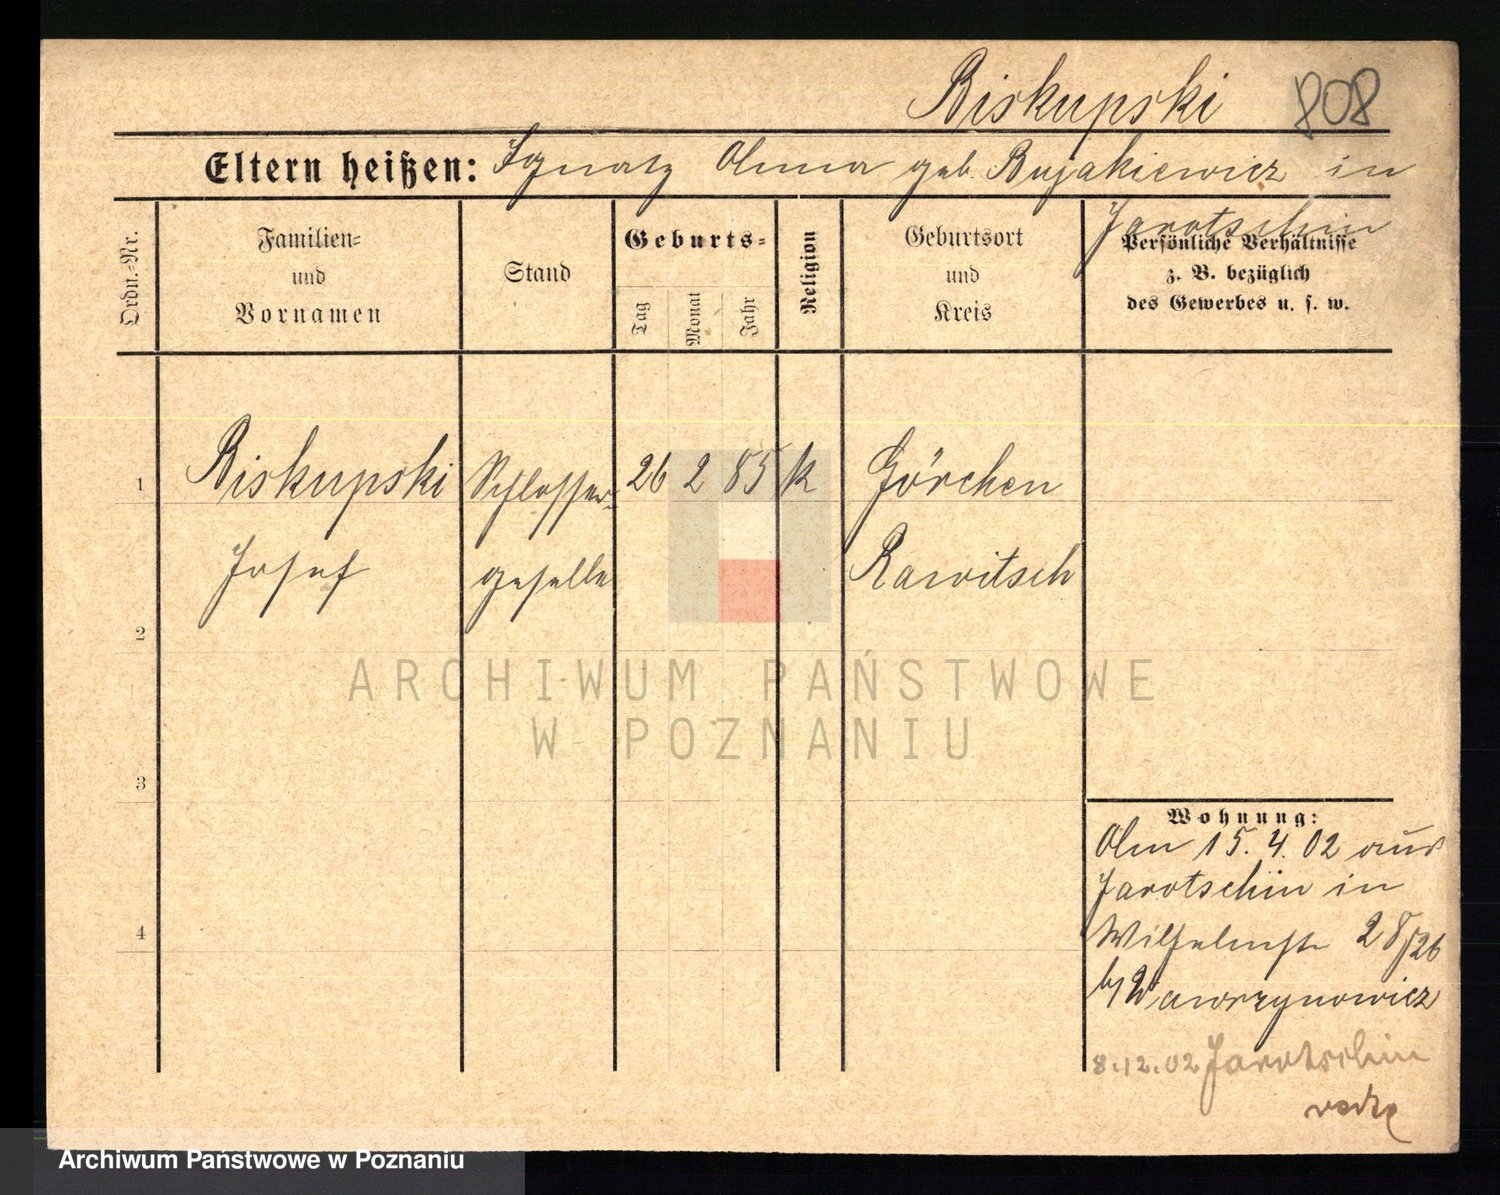 Biskupski 808
Eltern heißen: Ignatz Anna geb. Bujakiewicz in
Jarotschin
Ordn.-Nr.
Familien-
und
Vornamen
Stand
Geburts-
Tag
Monat
Jahr
Religion
Geburtsort
und
Kreis
Persönliche Verhältnisse
z. B. bezüglich
des Gewerbes u. s. w.
1 Biskupski Schlosser- 26 2 85 k Görchen
Josef geselle Rawitsch
2
3
4
Wohnung:
Am 15. 4. 02 aus
Jarotschin in
Wilhelmstr 28/26
b/ Wawrzynowicz
8.12.02 Jarotschin
ARCHIWUM PAŃSTWOWE
W POZNANIU
Archiwum Państwowe w Poznaniu